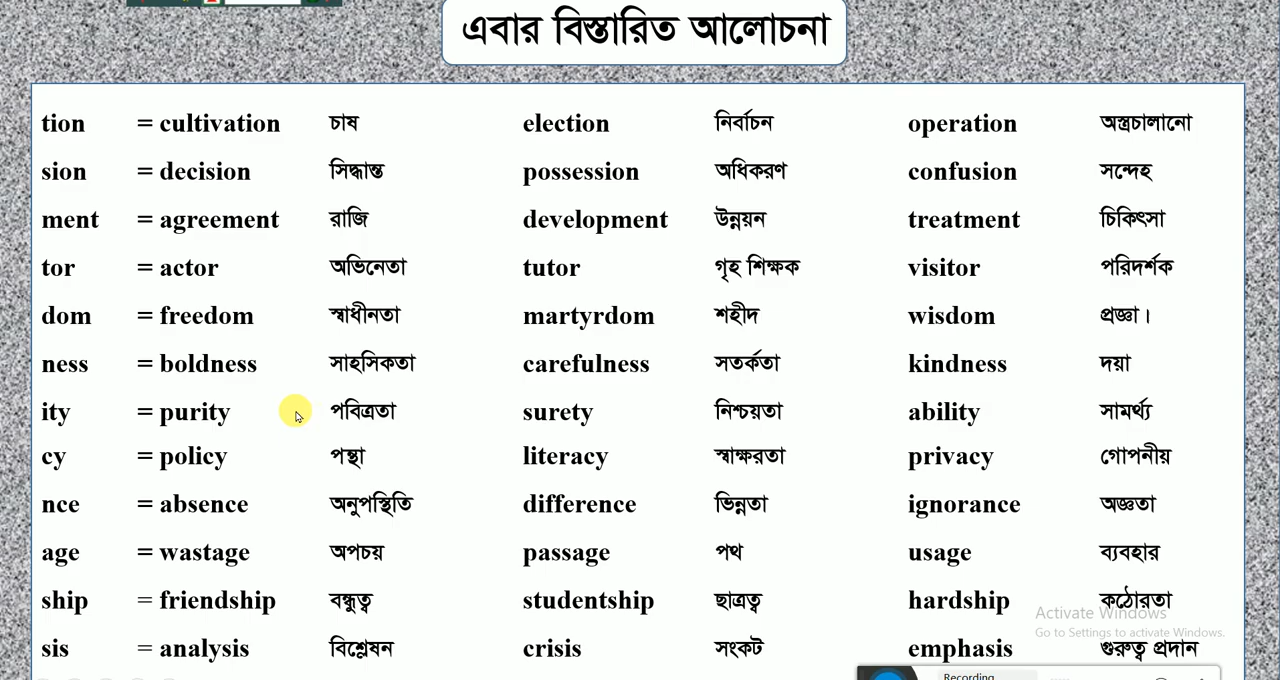 এবার বিস্তারিত আলোচনা
tion = cultivation চাষ election নির্বাচন operation অস্ত্রচালানো
sion = decision সিদ্ধান্ত possession অধিকরণ confusion সন্দেহ
ment = agreement রাজি development উন্নয়ন treatment চিকিৎসা
tor = actor অভিনেতা tutor গৃহ শিক্ষক visitor পরিদর্শক
dom = freedom স্বাধীনতা martyrdom শহীদ wisdom প্রজ্ঞা।
ness = boldness সাহসিকতা carefulness সতর্কতা kindness দয়া
ity = purity পবিত্রতা surety নিশ্চয়তা ability সামর্থ্য
cy = policy পন্থা literacy স্বাক্ষরতা privacy গোপনীয়
nce = absence অনুপস্থিতি difference ভিন্নতা ignorance অজ্ঞতা
age = wastage অপচয় passage পথ usage ব্যবহার
ship = friendship বন্ধুত্ব studentship ছাত্রত্ব hardship কঠোরতা
Activate Windows
Go to Settings to activate Windows.
sis = analysis বিশ্লেষন crisis সংকট emphasis গুরুত্ব প্রদান
Recording